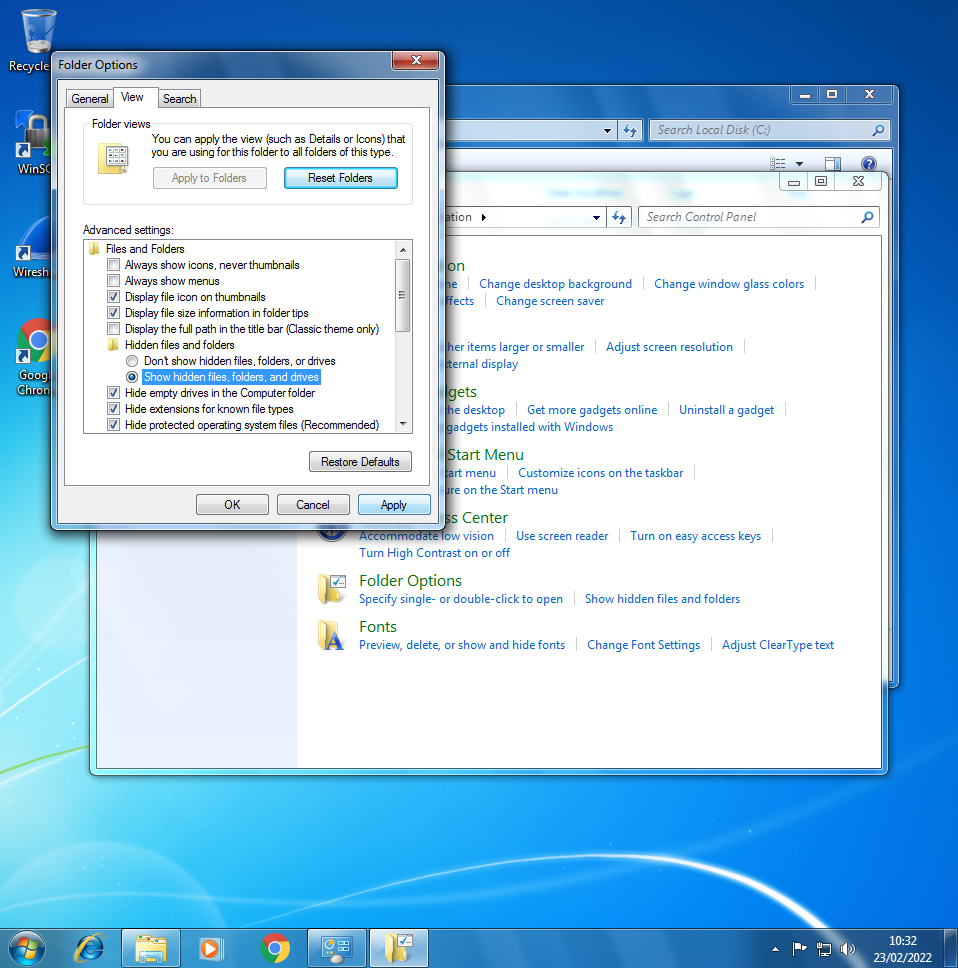 Recycle
WinSC
Wiresh
Google
Chrom
Folder Options
General
View
Search
Folder views
You can apply the view (such as Details or Icons) that
you are using for this folder to all folders of this type.
Apply to Folders
Reset Folders
Advanced settings:
Files and Folders
Always show icons, never thumbnails
Always show menus
Display file icon on thumbnails
Display file size information in folder tips
Display the full path in the title bar (Classic theme only)
Hidden files and folders
Don't show hidden files, folders, or drives
Show hidden files, folders, and drives
Hide empty drives in the Computer folder
Hide extensions for known file types
Hide protected operating system files (Recommended)
Restore Defaults
OK
Cancel
Apply
Search Local Disk (C:)
ation
Search Control Panel
on
ne
Change desktop background
Change window glass colors
ffects
Change screen saver
her items larger or smaller
Adjust screen resolution
ternal display
gets
the desktop
Get more gadgets online
Uninstall a gadget
gadgets installed with Windows
Start Menu
tart menu
Customize icons on the taskbar
ure on the Start menu
ss Center
Accommodate low vision
Use screen reader
Turn on easy access keys
Turn High Contrast on or off
Folder Options
Specify single- or double-click to open
Show hidden files and folders
Fonts
Preview, delete, or show and hide fonts
Change Font Settings
Adjust ClearType text
10:32
23/02/2022